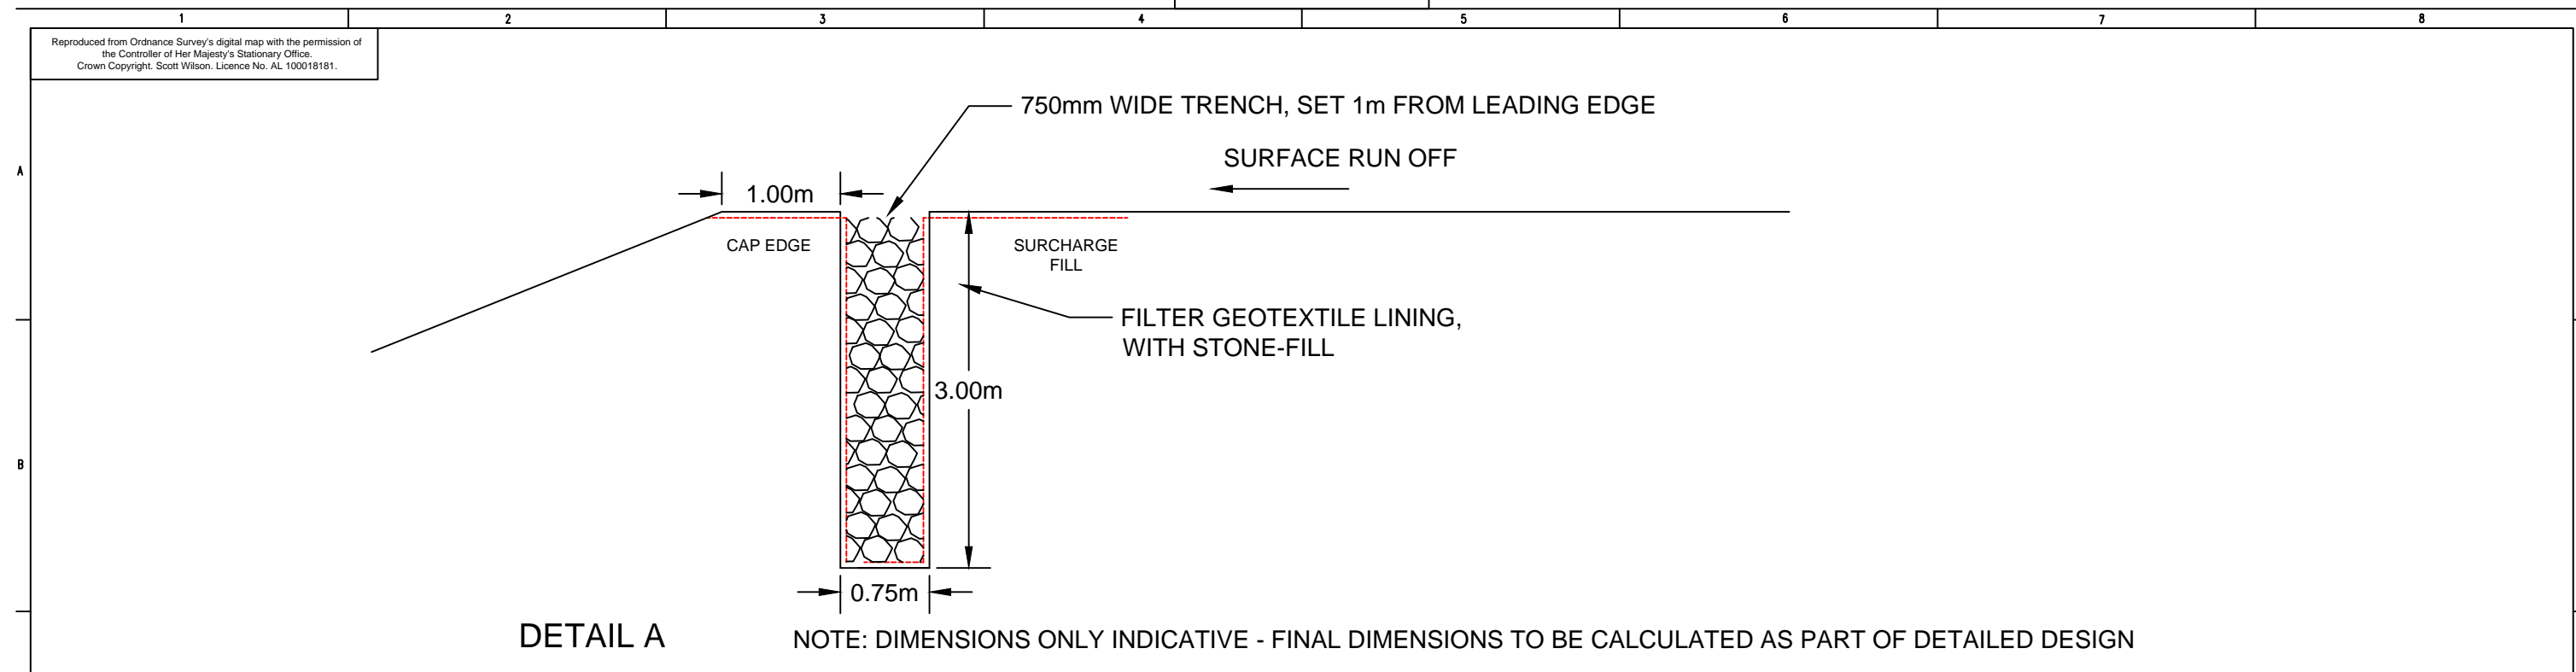 1 2 3 4 5 6 7 8
Reproduced from Ordnance Survey's digital map with the permission of
the Controller of Her Majesty's Stationary Office.
Crown Copyright. Scott Wilson. Licence No. AL 100018181.
750mm WIDE TRENCH, SET 1m FROM LEADING EDGE
SURFACE RUN OFF
A
1.00m
CAP EDGE
SURCHARGE
FILL
FILTER GEOTEXTILE LINING,
WITH STONE-FILL
3.00m
B
0.75m
DETAIL A
NOTE: DIMENSIONS ONLY INDICATIVE - FINAL DIMENSIONS TO BE CALCULATED AS PART OF DETAILED DESIGN